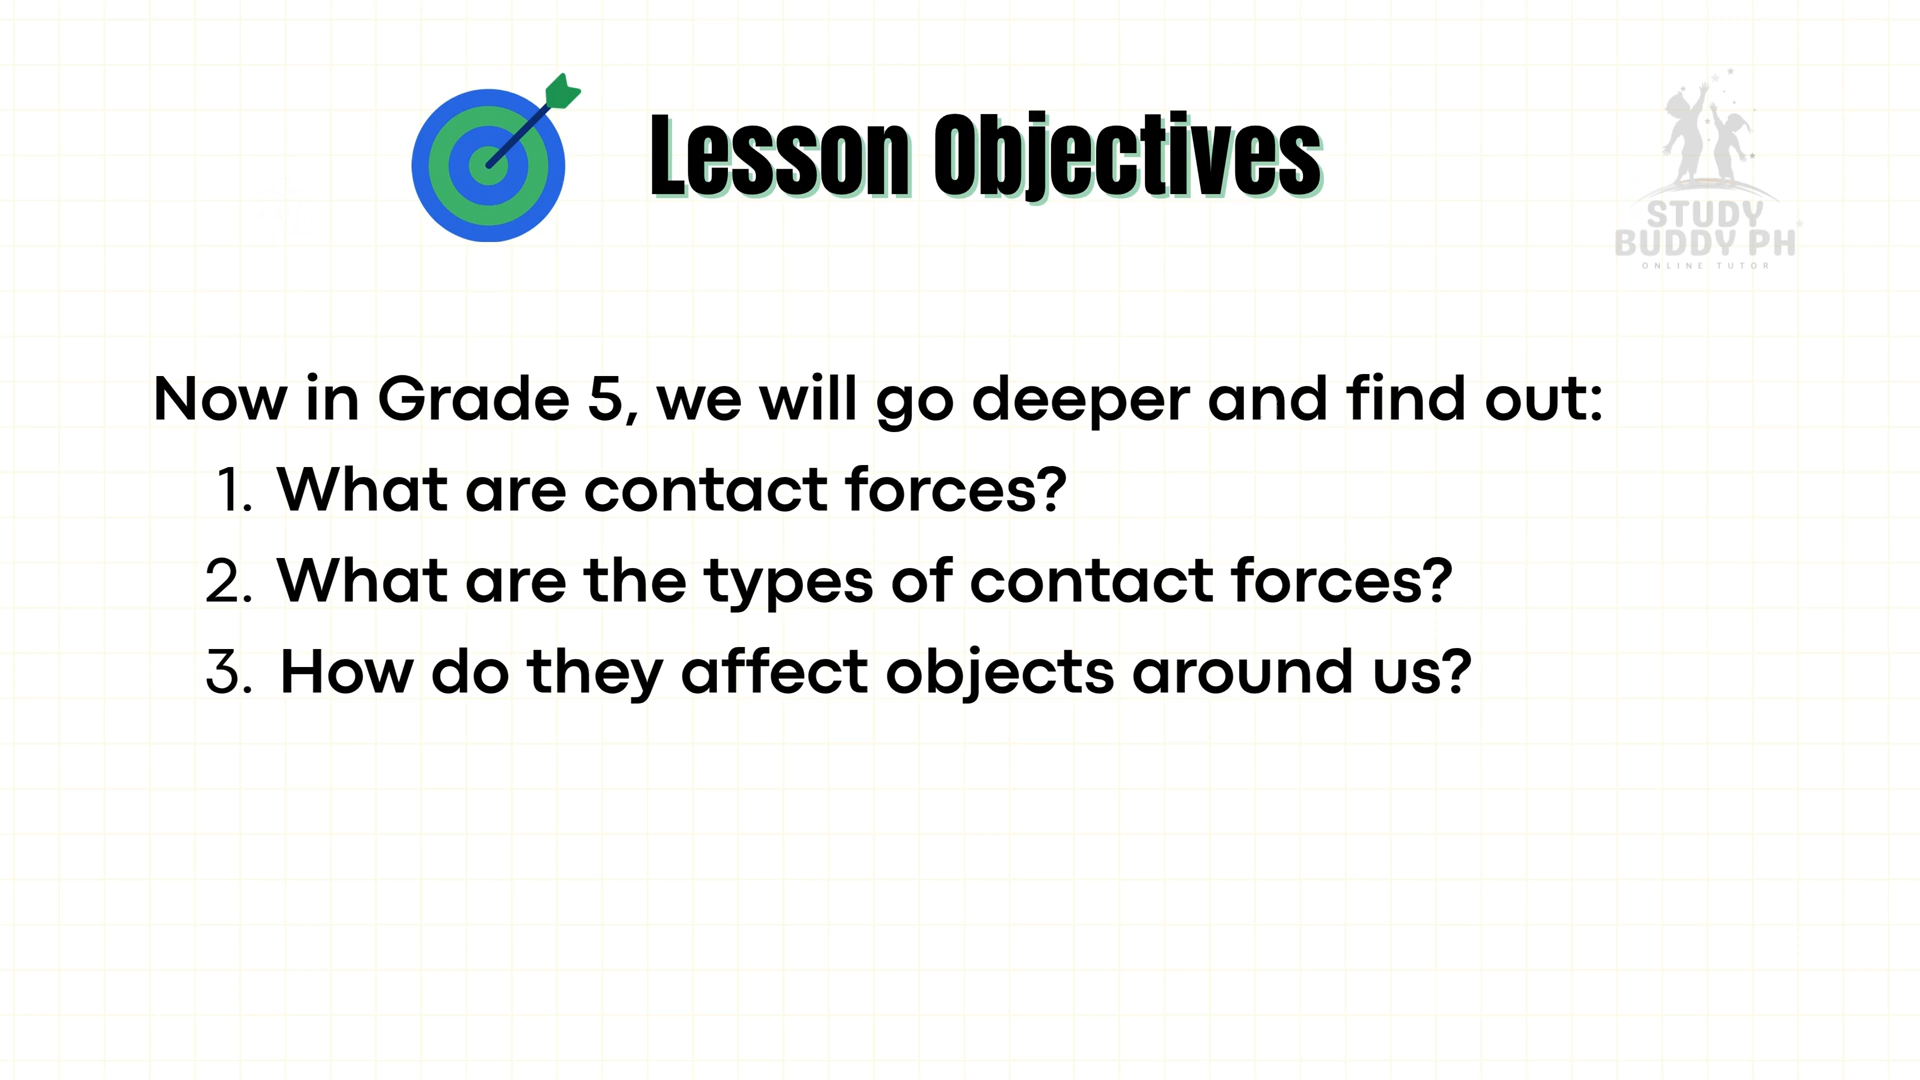 Lesson Objectives
STUDY
BUDDY PH
ONLINE TUTOR
Now in Grade 5, we will go deeper and find out:
1. What are contact forces?
2. What are the types of contact forces?
3. How do they affect objects around us?